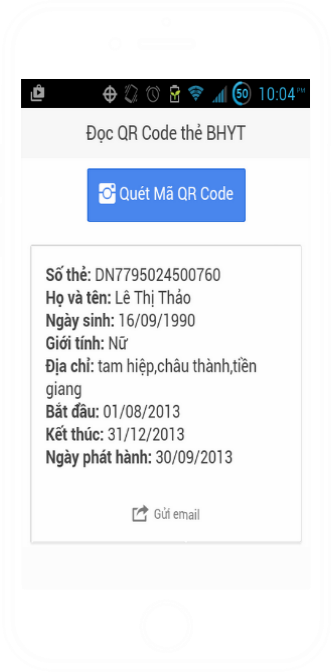 50 10:04 PM
Đọc QR Code thẻ BHYT
Quét Mã QR Code
Số thẻ: DN7795024500760
Họ và tên: Lê Thị Thảo
Ngày sinh: 16/09/1990
Giới tính: Nữ
Địa chỉ: tam hiệp,châu thành,tiền
giang
Bắt đầu: 01/08/2013
Kết thúc: 31/12/2013
Ngày phát hành: 30/09/2013
Gửi email